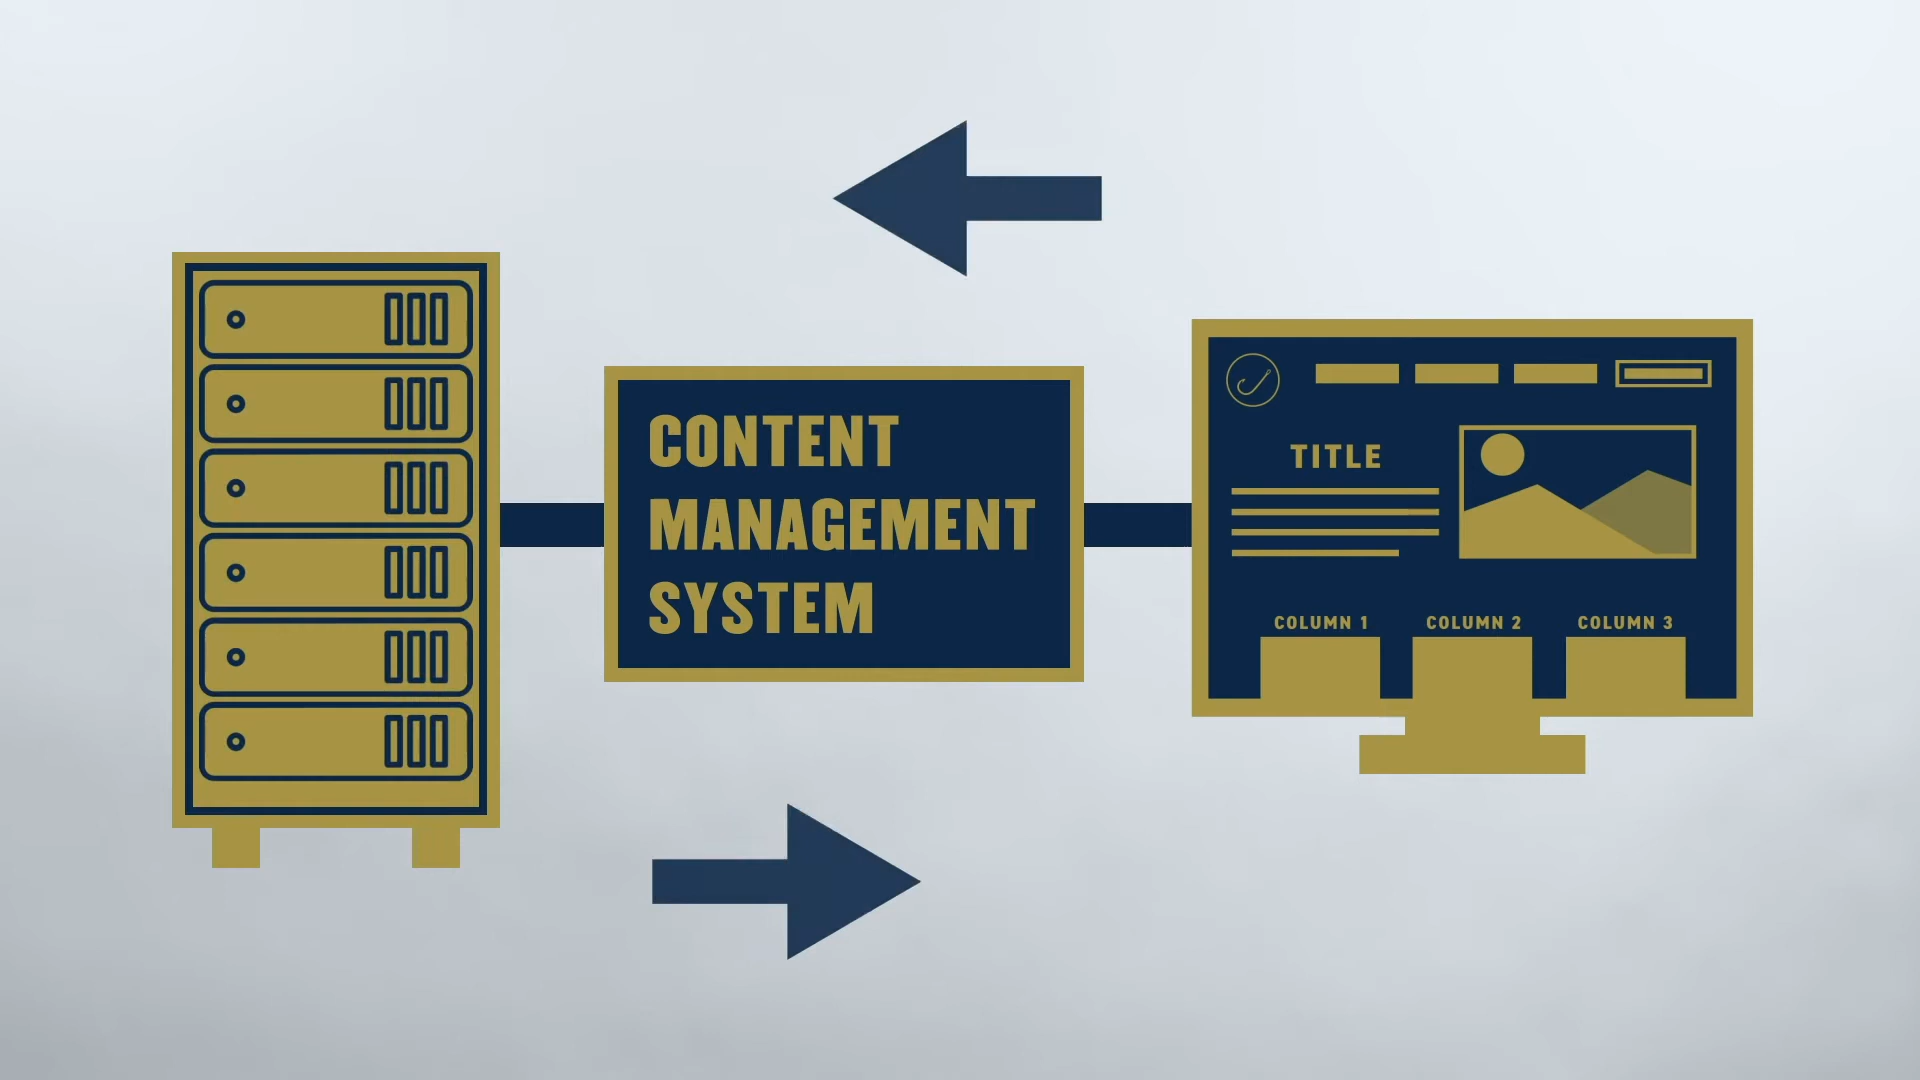 CONTENT
MANAGEMENT
SYSTEM
TITLE
COLUMN 1
COLUMN 2
COLUMN 3